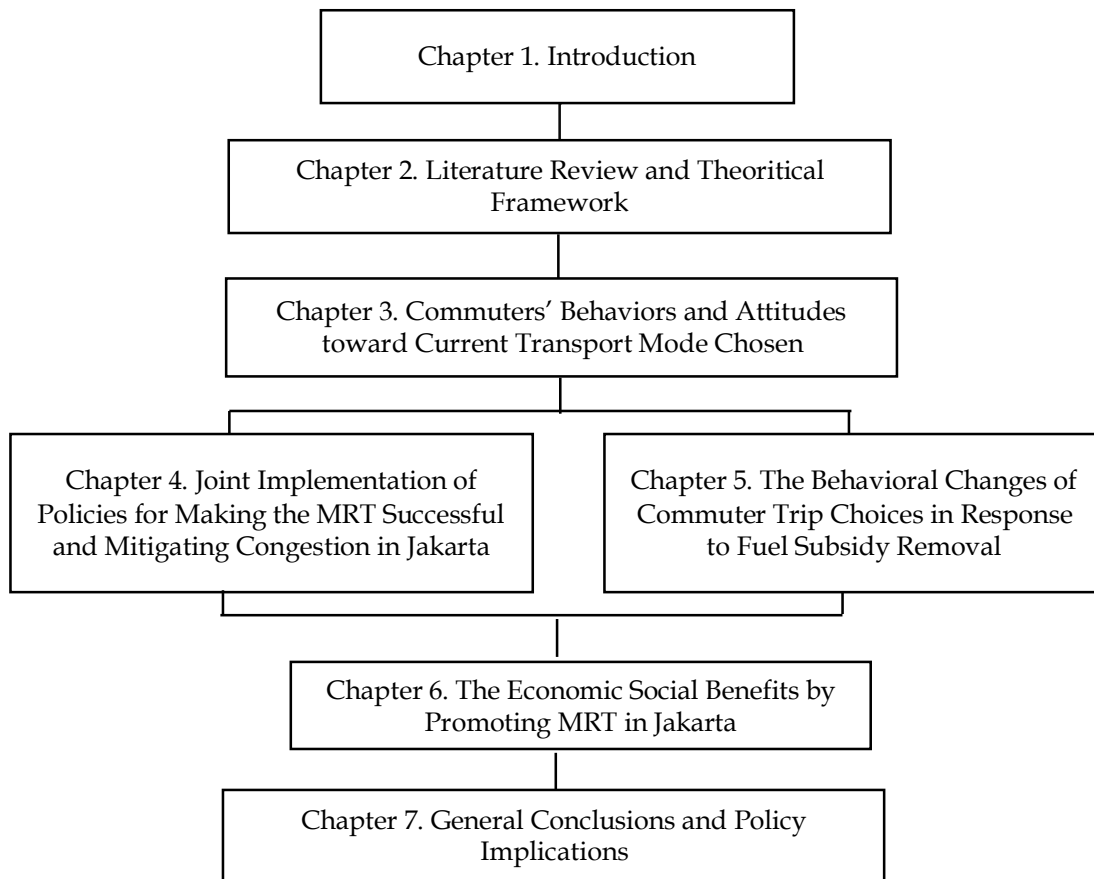 Chapter 1. Introduction
Chapter 2. Literature Review and Theoritical
Framework
Chapter 3. Commuters’ Behaviors and Attitudes
toward Current Transport Mode Chosen
Chapter 4. Joint Implementation of
Policies for Making the MRT Successful
and Mitigating Congestion in Jakarta
Chapter 5. The Behavioral Changes of
Commuter Trip Choices in Response
to Fuel Subsidy Removal
Chapter 6. The Economic Social Benefits by
Promoting MRT in Jakarta
Chapter 7. General Conclusions and Policy
Implications